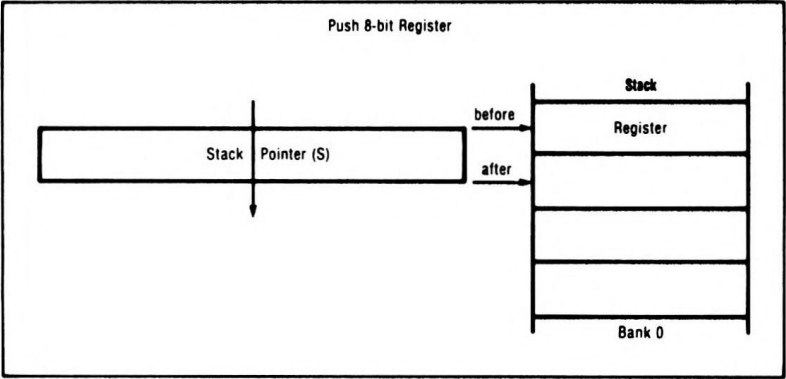 Push 8-bit Register
Stack
before
Register
Stack Pointer (S)
after
Bank 0